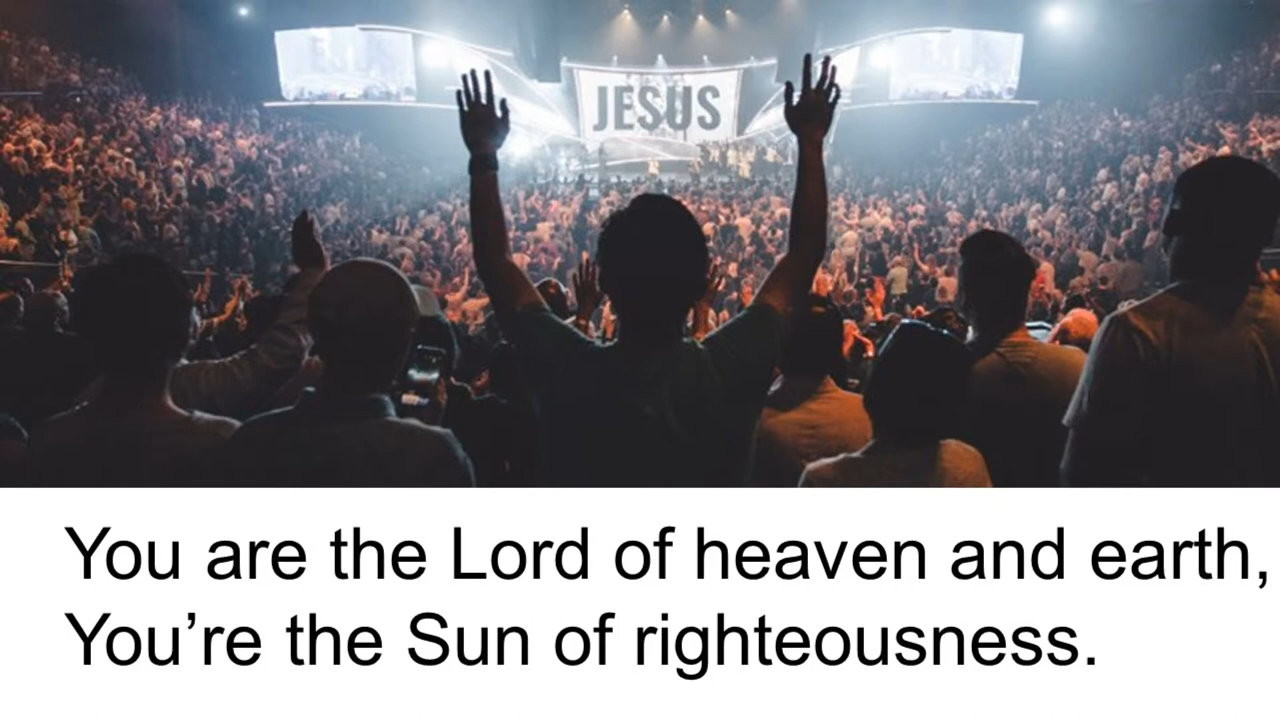 JESUS
You are the Lord of heaven and earth,
You’re the Sun of righteousness.